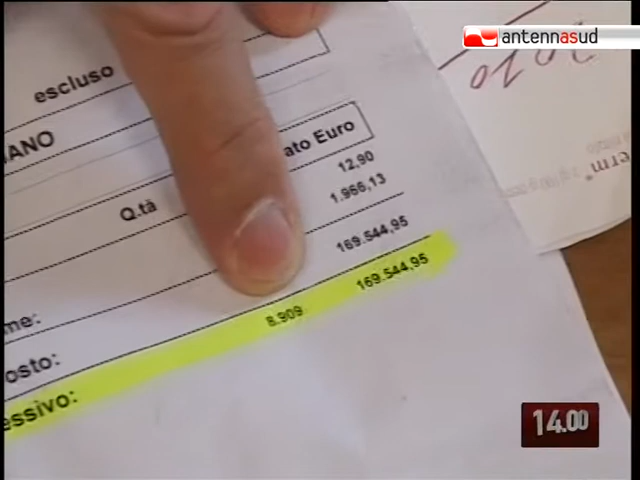 antennasud
escluso
ANO
ato Euro
Q.tà
12,90
1.966,13
169.544,95
me:
8.909 169.544,95
osto:
essivo:
14.00